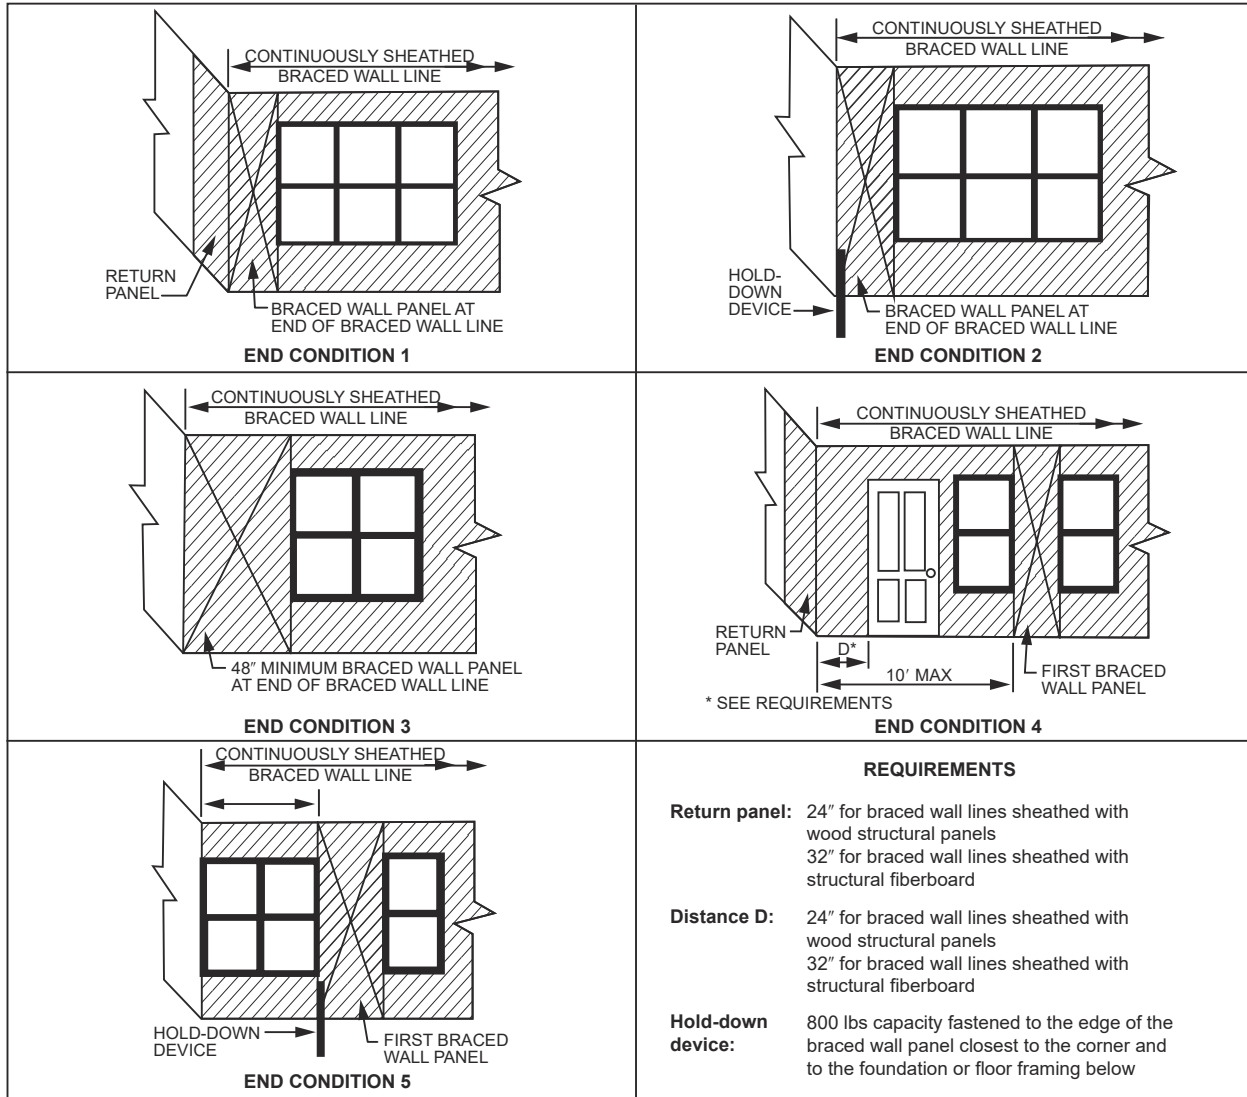 CONTINUOUSLY SHEATHED
BRACED WALL LINE
RETURN
PANEL
BRACED WALL PANEL AT
END OF BRACED WALL LINE
END CONDITION 1
CONTINUOUSLY SHEATHED
BRACED WALL LINE
HOLD-
DOWN
DEVICE
BRACED WALL PANEL AT
END OF BRACED WALL LINE
END CONDITION 2
CONTINUOUSLY SHEATHED
BRACED WALL LINE
48″ MINIMUM BRACED WALL PANEL
AT END OF BRACED WALL LINE
END CONDITION 3
CONTINUOUSLY SHEATHED
BRACED WALL LINE
RETURN
PANEL
D*
10′ MAX
FIRST BRACED
WALL PANEL
* SEE REQUIREMENTS
END CONDITION 4
CONTINUOUSLY SHEATHED
BRACED WALL LINE
HOLD-DOWN
DEVICE
FIRST BRACED
WALL PANEL
END CONDITION 5
REQUIREMENTS
Return panel: 24″ for braced wall lines sheathed with
wood structural panels
32″ for braced wall lines sheathed with
structural fiberboard
Distance D: 24″ for braced wall lines sheathed with
wood structural panels
32″ for braced wall lines sheathed with
structural fiberboard
Hold-down 800 lbs capacity fastened to the edge of the
device: braced wall panel closest to the corner and
to the foundation or floor framing below